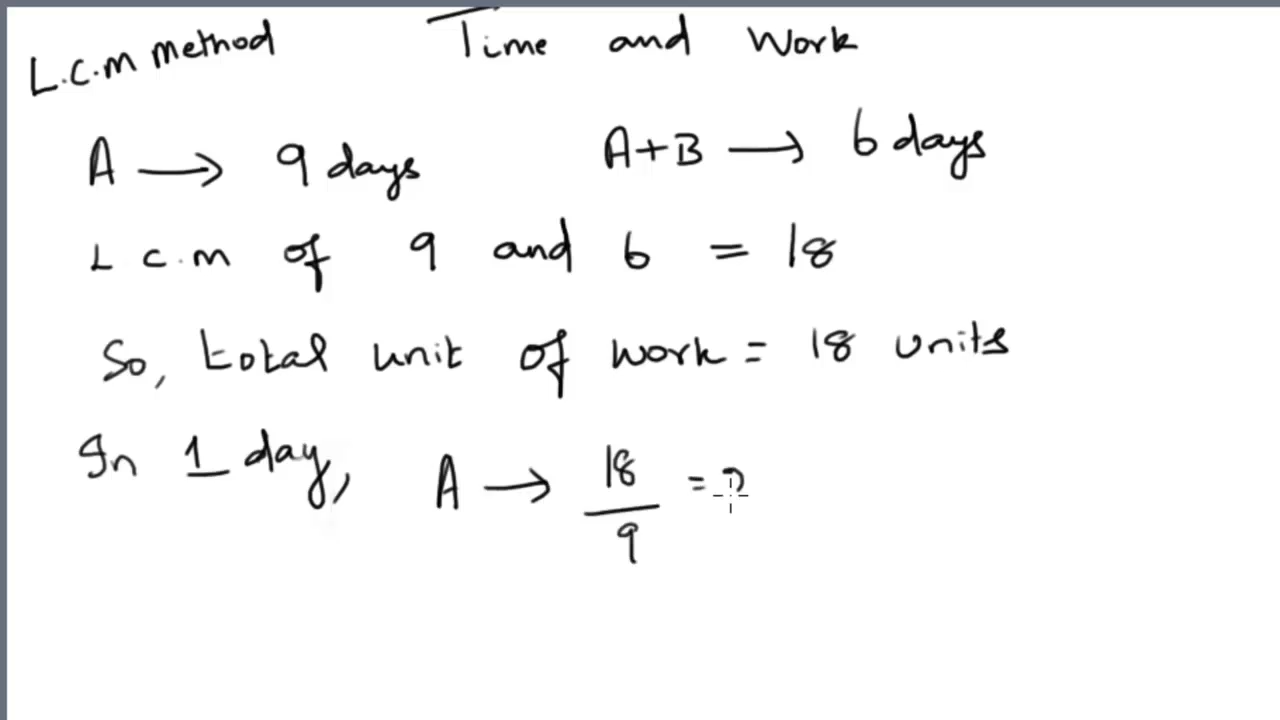 L.c.m method Time and Work
A → 9 days A+B → 6 days
L c.m of 9 and 6 = 18
So, total unit of work = 18 units
In 1 day, A → 18/9 =